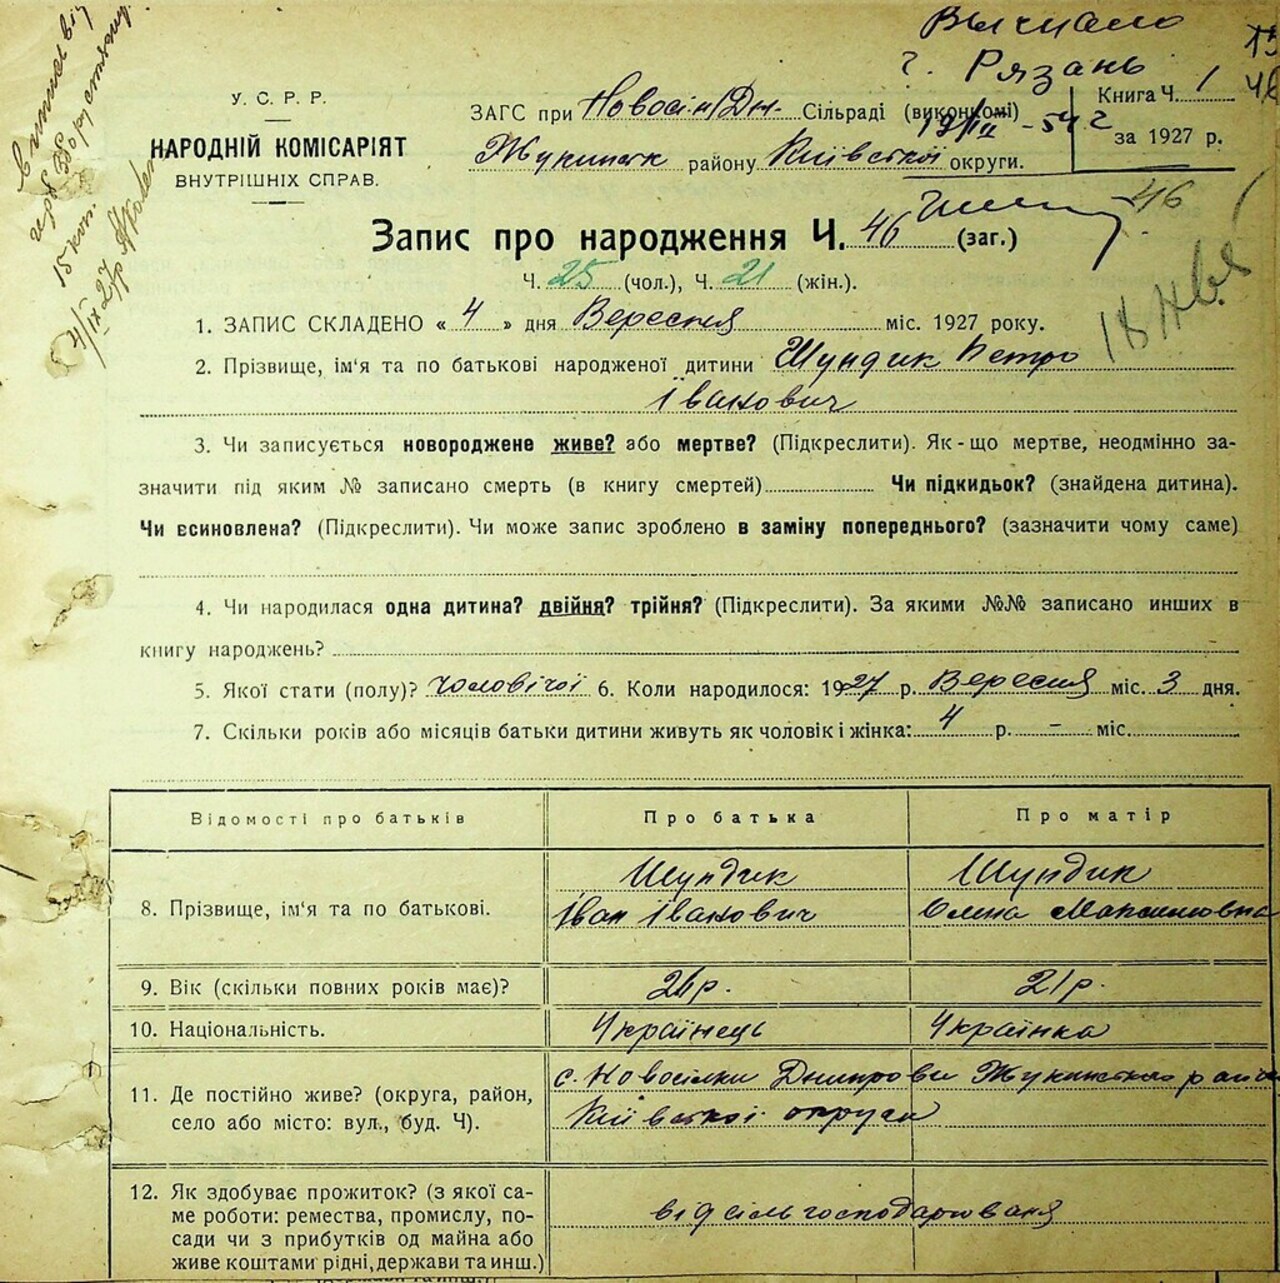 г. Рязань
У. С. Р. Р.
НАРОДНІЙ КОМІСАРІЯТ
ВНУТРІШНІХ СПРАВ.
ЗАГС при Новосіл/Дн. Сільраді (виконкомі)
Жукинськ району Київської округи.
Книга Ч. 1
за 1927 р.
Запис про народження Ч. 46 (заг.)
46
Ч. 25 (чол.), Ч. 21 (жін.).
1. ЗАПИС СКЛАДЕНО « 4 » дня Вересня міс. 1927 року.
2. Прізвище, ім'я та по батькові народженої дитини Шундик Петро
Іванович
3. Чи записується новороджене живе? або мертве? (Підкреслити). Як-що мертве, неодмінно за-
значити під яким № записано смерть (в книгу смертей) Чи підкидьок? (знайдена дитина).
Чи всиновлена? (Підкреслити). Чи може запис зроблено в заміну попереднього? (зазначити чому саме)
4. Чи народилася одна дитина? двійня? трійня? (Підкреслити). За якими №№ записано инших в
книгу народжень?
5. Якої стати (полу)? чоловічої 6. Коли народилося: 1927 р. Вересня міс. 3 дня.
7. Скільки років або місяців батьки дитини живуть як чоловік і жінка: 4 р. – міс.
Відомості про батьків
Про батька
Про матір
8. Прізвище, ім'я та по батькові.
Шундик
Іван Іванович
Шундик
Олена Максимовна
9. Вік (скільки повних років має)?
26 р.
21 р.
10. Національність.
Українець
Українка
11. Де постійно живе? (округа, район,
село або місто: вул., буд. Ч).
с. Новосілки Дніпрови Жукинського райо
Київської округи
12. Як здобуває прожиток? (з якої са-
ме роботи: ремества, промислу, по-
сади чи з прибутків од майна або
живе коштами рідні, держави та инш.)
від сільгосподарювання